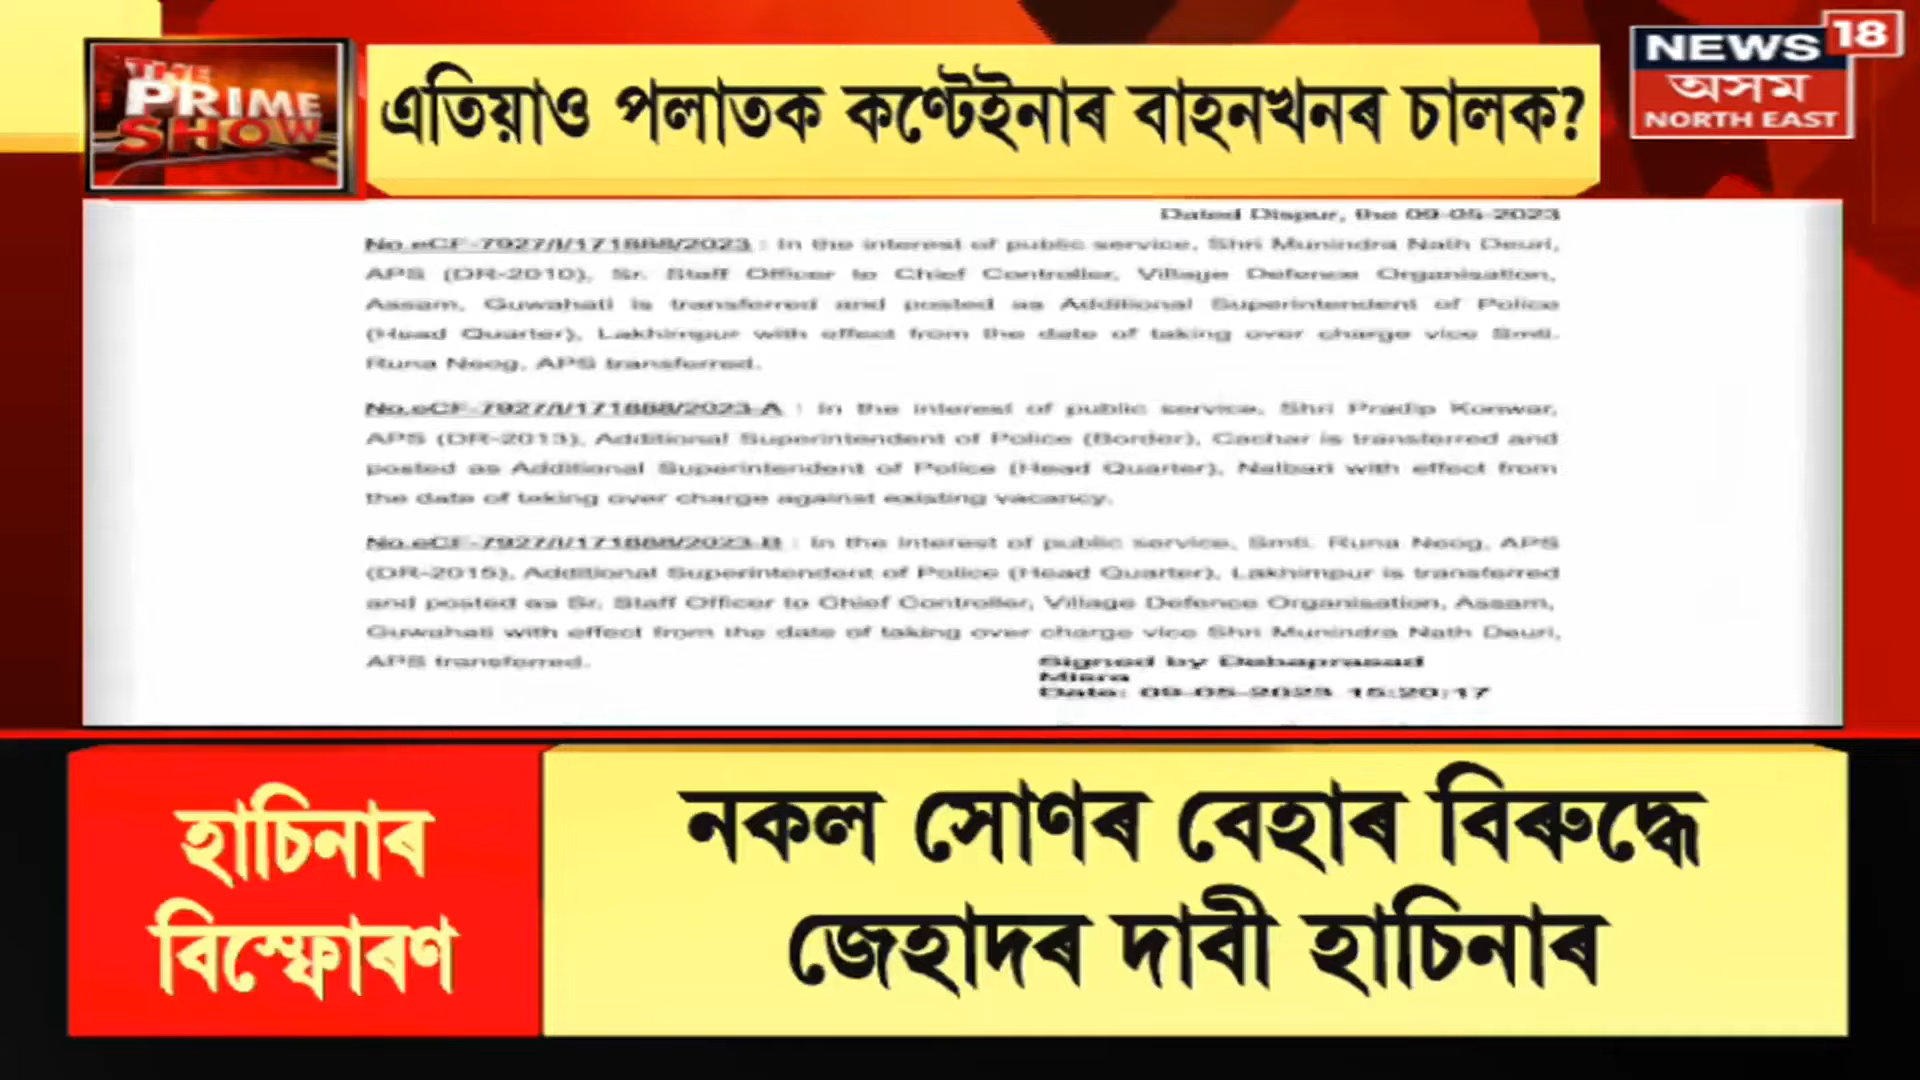 THE
PRIME
SHOW
এতিয়াও পলাতক কণ্টেইনাৰ বাহনখনৰ চালক?
NEWS 18
অসম
NORTH EAST
Dated Dispur, the 09-05-2023
No.eCF-7927/I/171888/2023 : In the interest of public service, Shri Munindra Nath Deuri,
APS (DR-2010), Sr. Staff Officer to Chief Controller, Village Defence Organisation,
Assam, Guwahati is transferred and posted as Additional Superintendent of Police
(Head Quarter), Lakhimpur with effect from the date of taking over charge vice Smti.
Runa Neog, APS transferred.
No.eCF-7927/I/171888/2023-A : In the interest of public service, Shri Pradip Konwar,
APS (DR-2013), Additional Superintendent of Police (Border), Cachar is transferred and
posted as Additional Superintendent of Police (Head Quarter), Nalbari with effect from
the date of taking over charge against existing vacancy.
No.eCF-7927/I/171888/2023-B : In the interest of public service, Smti. Runa Neog, APS
(DR-2015), Additional Superintendent of Police (Head Quarter), Lakhimpur is transferred
and posted as Sr. Staff Officer to Chief Controller, Village Defence Organisation, Assam,
Guwahati with effect from the date of taking over charge vice Shri Munindra Nath Deuri,
APS transferred.
Signed by Debaprasad
Misra
Date: 09-05-2023 15:20:17
হাচিনাৰ
বিস্ফোৰণ
নকল সোণৰ বেহাৰ বিৰুদ্ধে
জেহাদৰ দাবী হাচিনাৰ